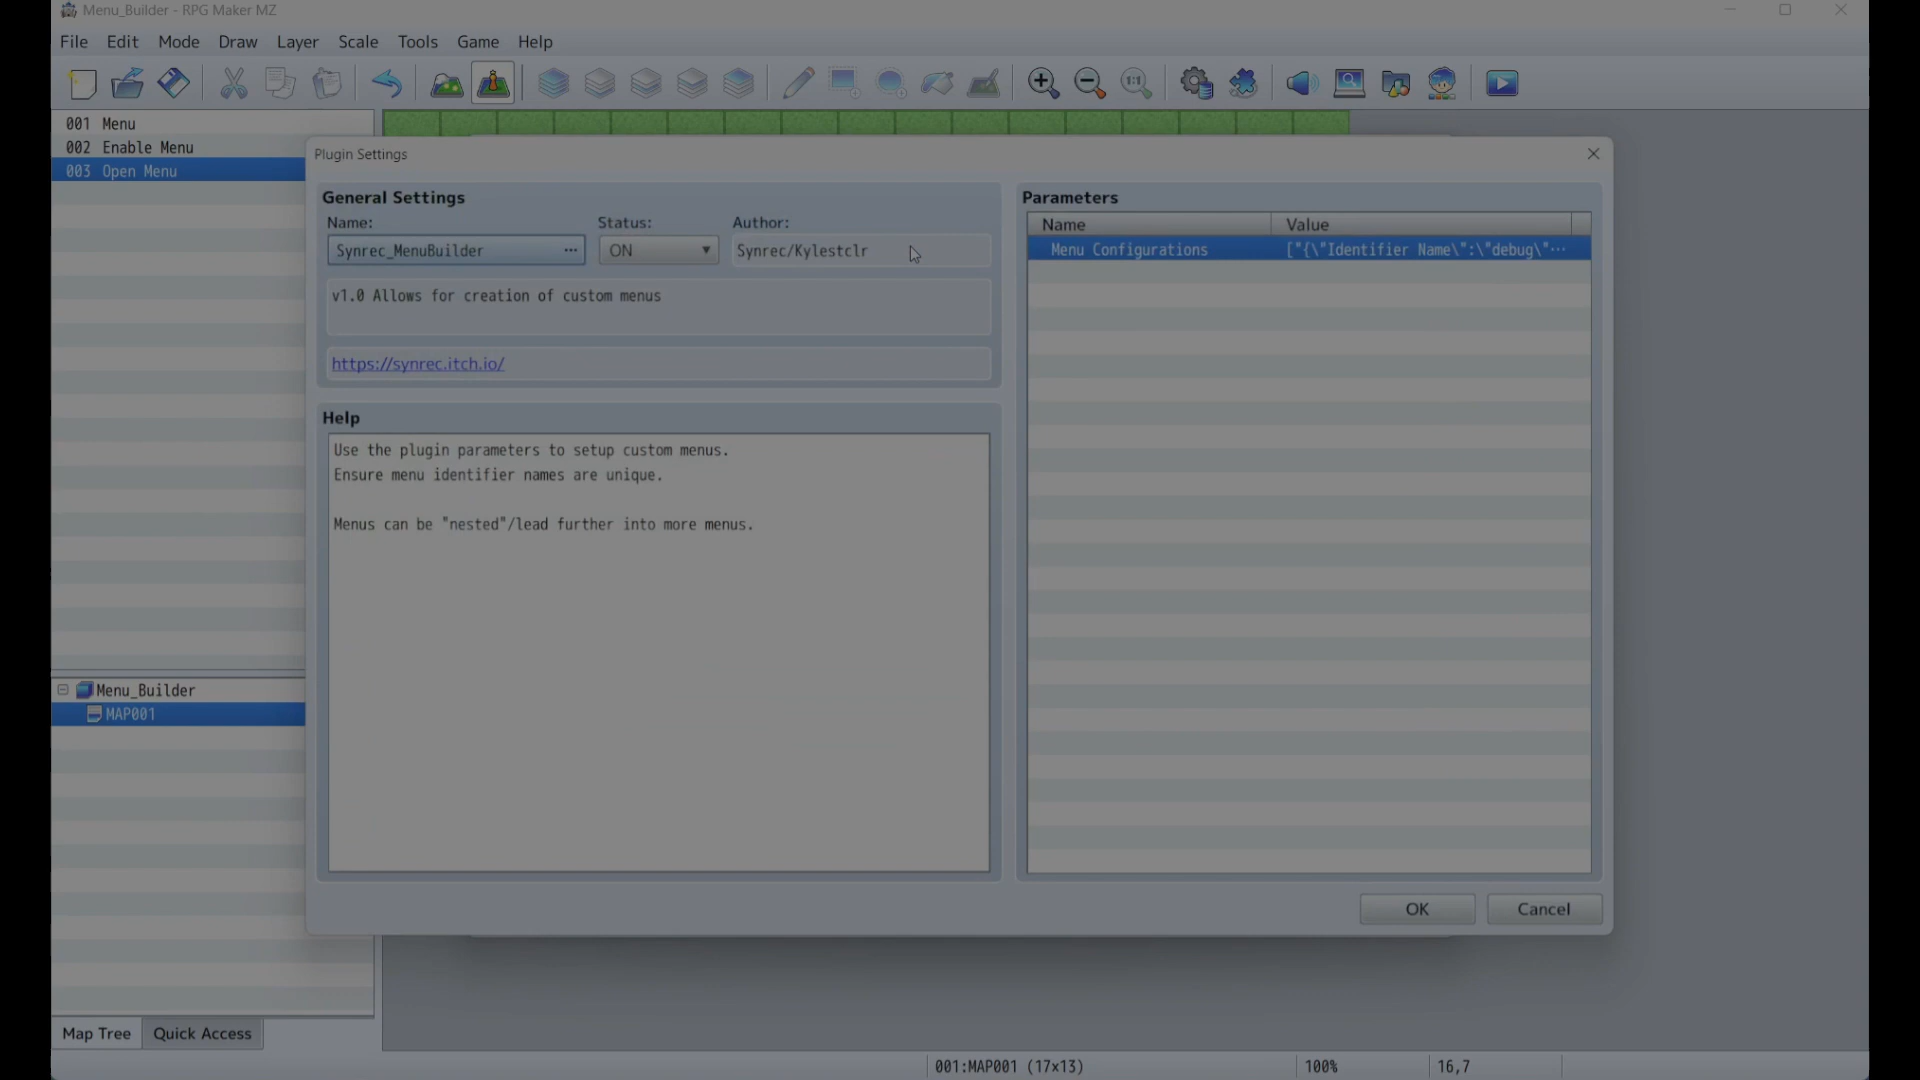 Menu_Builder - RPG Maker MZ
File Edit Mode Draw Layer Scale Tools Game Help
1:1
001 Menu
002 Enable Menu
003 Open Menu
Plugin Settings
General Settings
Name: Status: Author:
Synrec_MenuBuilder ... ON Synrec/Kylestclr
v1.0 Allows for creation of custom menus
https://synrec.itch.io/
Help
Use the plugin parameters to setup custom menus.
Ensure menu identifier names are unique.
Menus can be "nested"/lead further into more menus.
Parameters
Name Value
Menu Configurations ["{\"Identifier Name\":\"debug\"...
OK Cancel
Menu_Builder
MAP001
Map Tree Quick Access
001:MAP001 (17×13) 100% 16,7